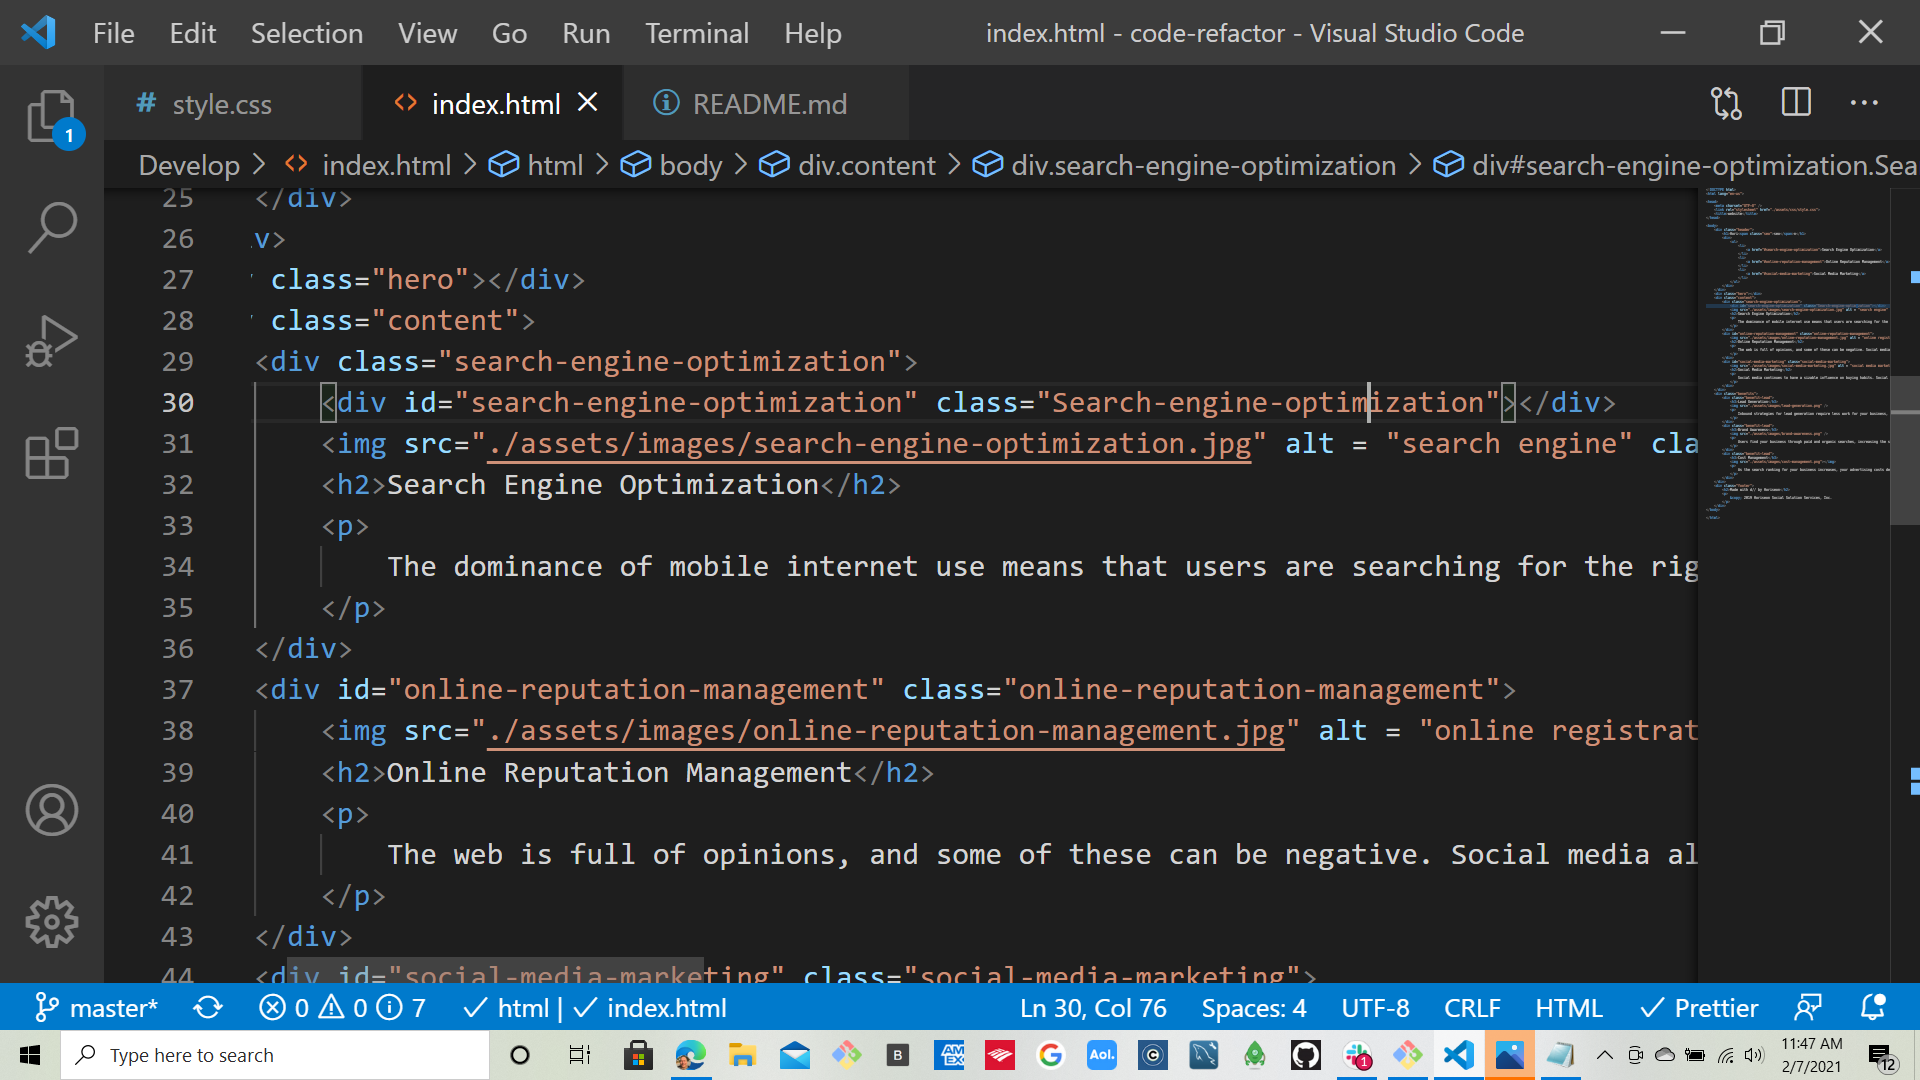 File Edit Selection View Go Run Terminal Help index.html - code-refactor - Visual Studio Code
# style.css <> index.html README.md
1
Develop > <> index.html > html > body > div.content > div.search-engine-optimization > div#search-engine-optimization.Sea
25 </div>
26 v>
27 class="hero"></div>
28 class="content">
29 <div class="search-engine-optimization">
30 <div id="search-engine-optimization" class="Search-engine-optimization"></div>
31 <img src="./assets/images/search-engine-optimization.jpg" alt = "search engine" cla
32 <h2>Search Engine Optimization</h2>
33 <p>
34 The dominance of mobile internet use means that users are searching for the rig
35 </p>
36 </div>
37 <div id="online-reputation-management" class="online-reputation-management">
38 <img src="./assets/images/online-reputation-management.jpg" alt = "online registrat
39 <h2>Online Reputation Management</h2>
40 <p>
41 The web is full of opinions, and some of these can be negative. Social media al
42 </p>
43 </div>
44 <div id="social-media-marketing" class="social-media-marketing">
master* 0 0 7 html | index.html Ln 30, Col 76 Spaces: 4 UTF-8 CRLF HTML Prettier
Type here to search
B
AM EX
Aol.
1
11:47 AM
2/7/2021
12